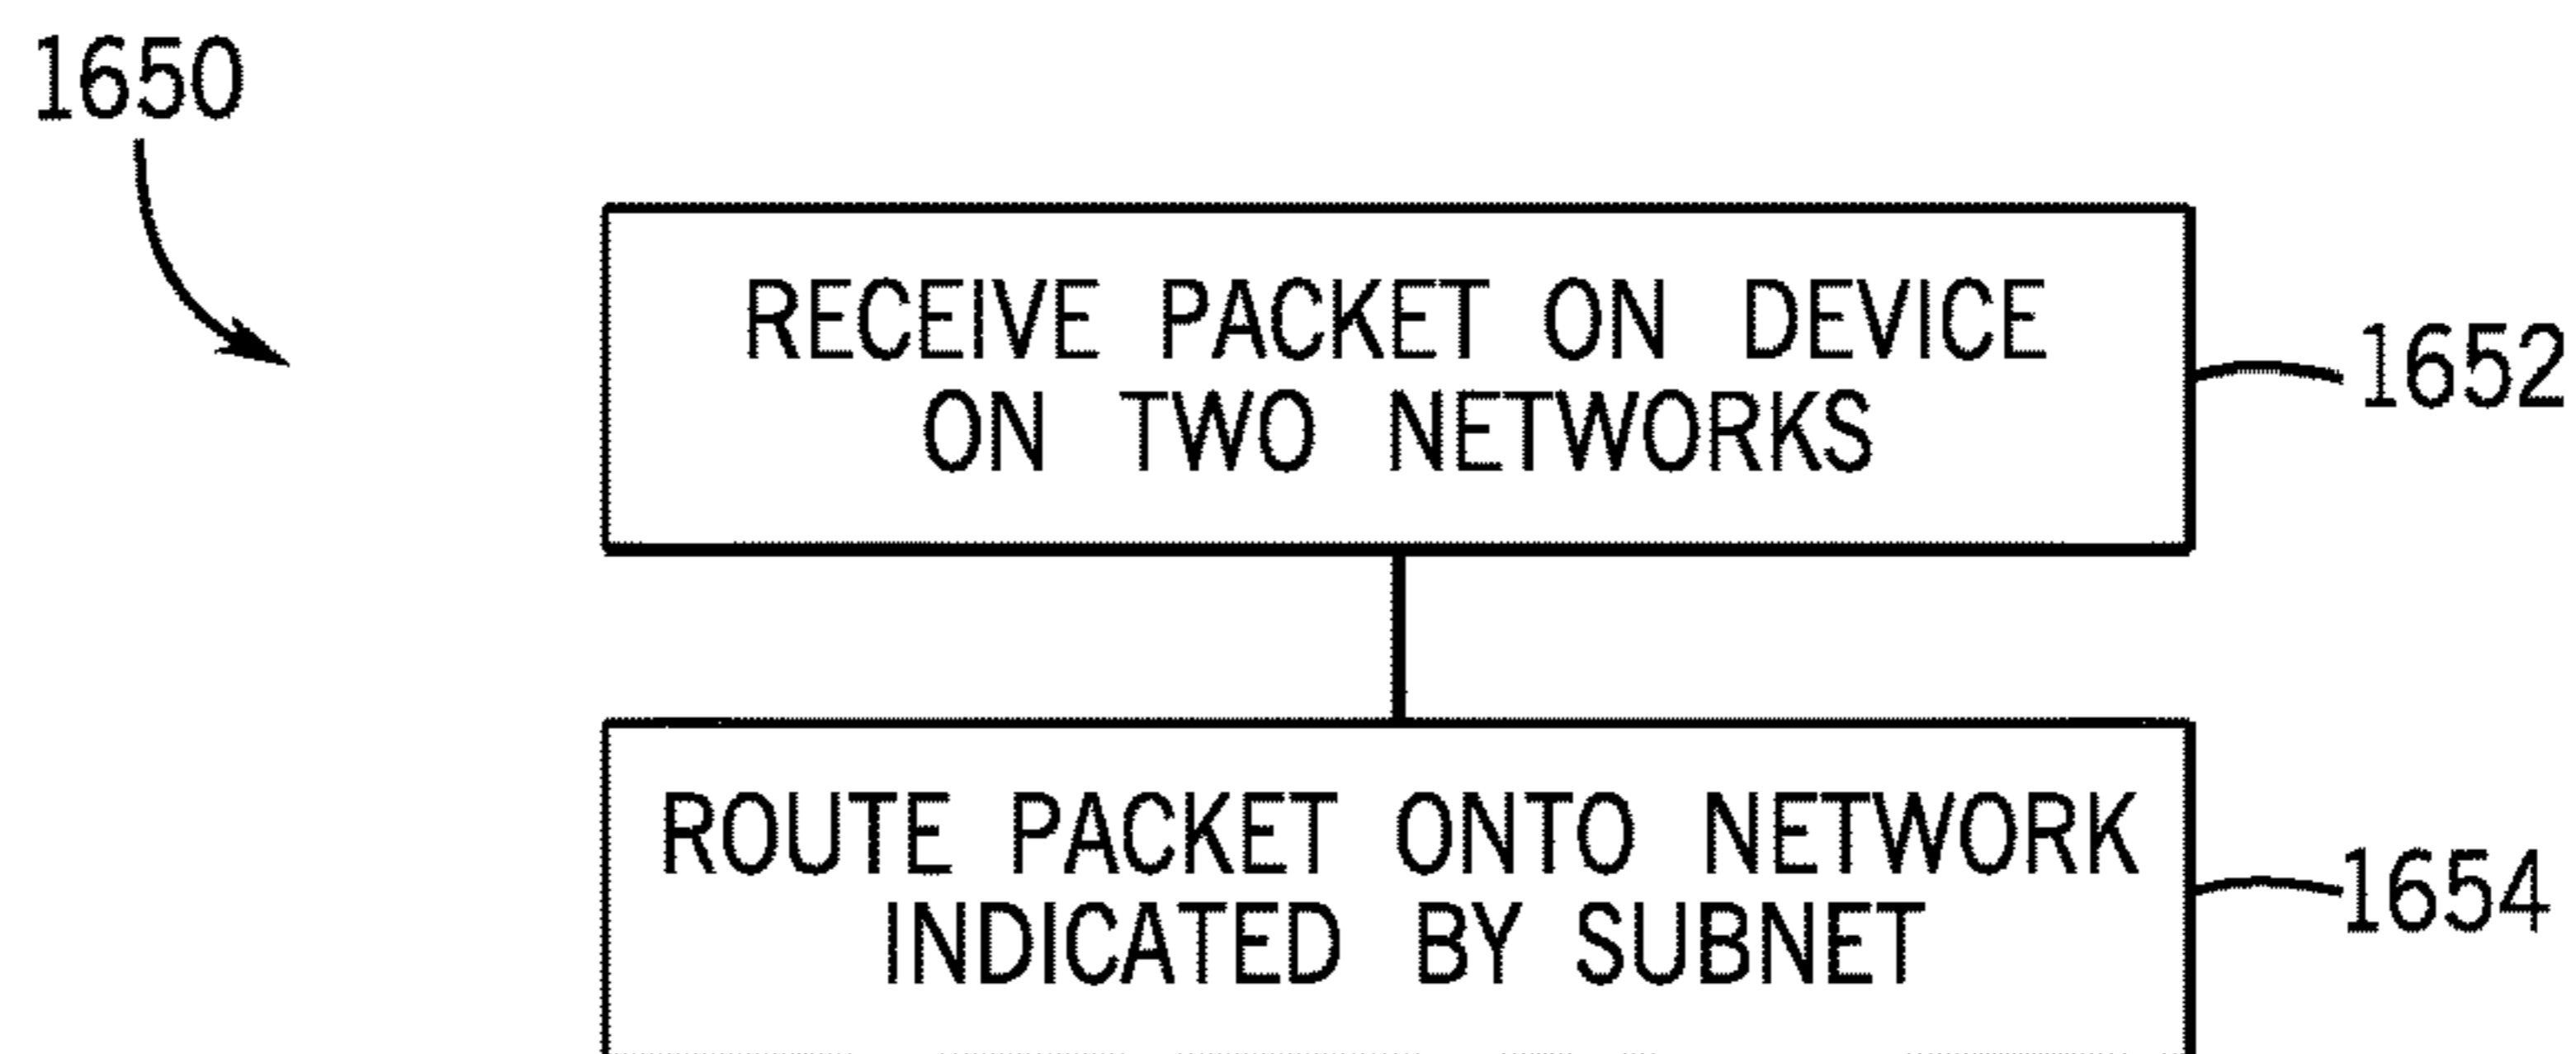 1650
RECEIVE PACKET ON DEVICE
ON TWO NETWORKS
1652
ROUTE PACKET ONTO NETWORK
INDICATED BY SUBNET
1654